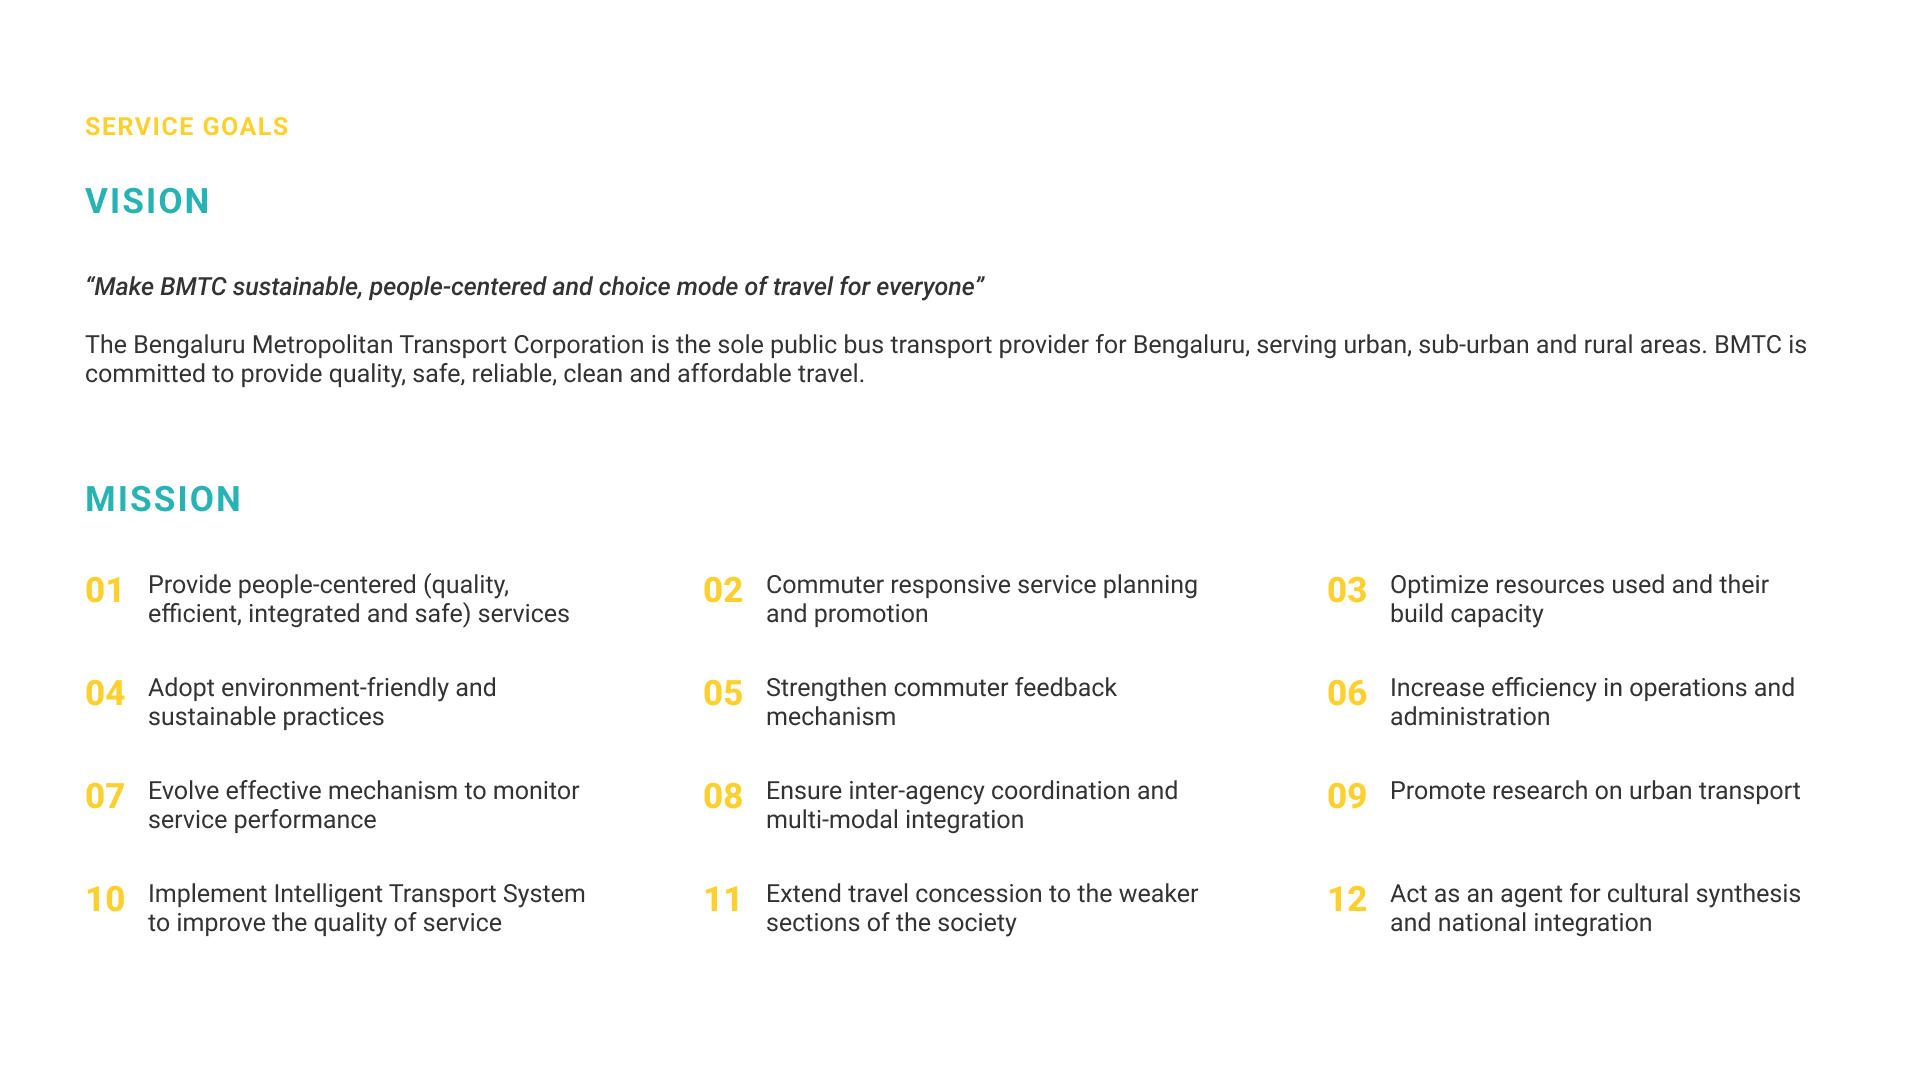 SERVICE GOALS
VISION
“Make BMTC sustainable, people-centered and choice mode of travel for everyone”
The Bengaluru Metropolitan Transport Corporation is the sole public bus transport provider for Bengaluru, serving urban, sub-urban and rural areas. BMTC is
committed to provide quality, safe, reliable, clean and affordable travel.
MISSION
01 Provide people-centered (quality,
efficient, integrated and safe) services
02 Commuter responsive service planning
and promotion
03 Optimize resources used and their
build capacity
04 Adopt environment-friendly and
sustainable practices
05 Strengthen commuter feedback
mechanism
06 Increase efficiency in operations and
administration
07 Evolve effective mechanism to monitor
service performance
08 Ensure inter-agency coordination and
multi-modal integration
09 Promote research on urban transport
10 Implement Intelligent Transport System
to improve the quality of service
11 Extend travel concession to the weaker
sections of the society
12 Act as an agent for cultural synthesis
and national integration